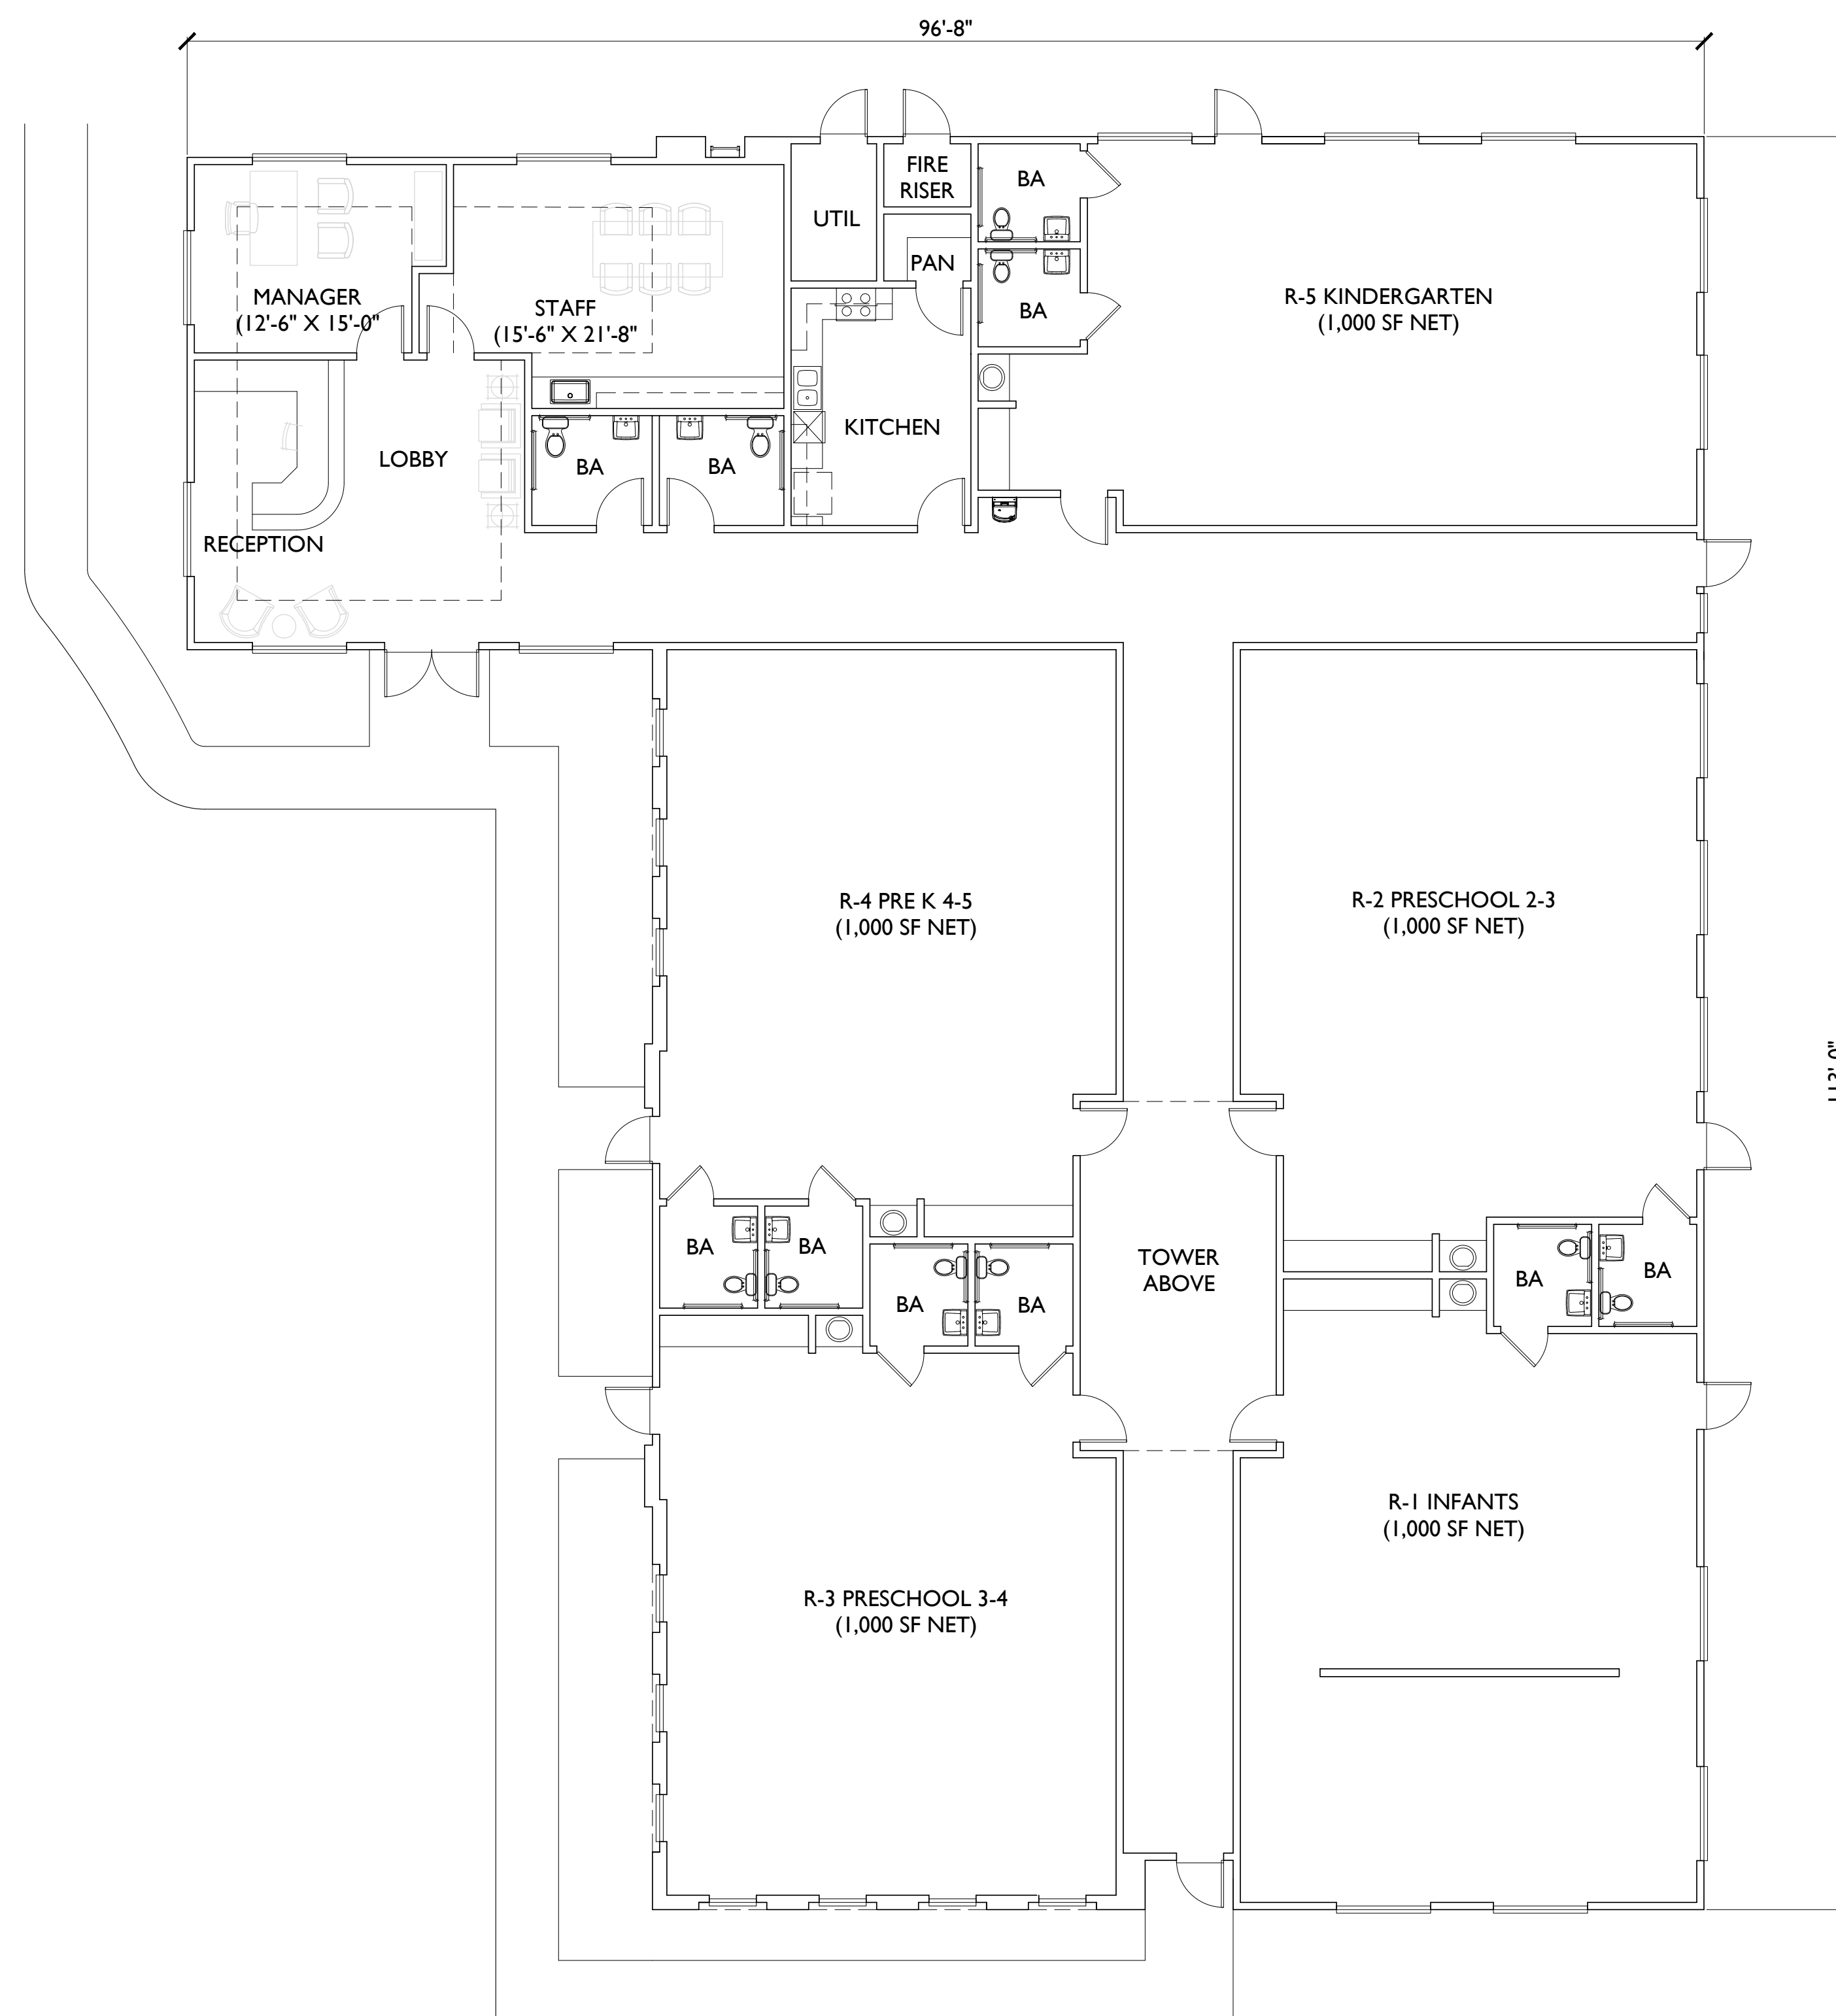 96'-8"
FIRE
RISER
BA
UTIL
PAN
MANAGER
(12'-6" X 15'-0"
STAFF
(15'-6" X 21'-8"
BA
R-5 KINDERGARTEN
(1,000 SF NET)
LOBBY
KITCHEN
BA
BA
RECEPTION
R-4 PRE K 4-5
(1,000 SF NET)
R-2 PRESCHOOL 2-3
(1,000 SF NET)
BA
BA
TOWER
ABOVE
BA
BA
BA
BA
R-1 INFANTS
(1,000 SF NET)
R-3 PRESCHOOL 3-4
(1,000 SF NET)